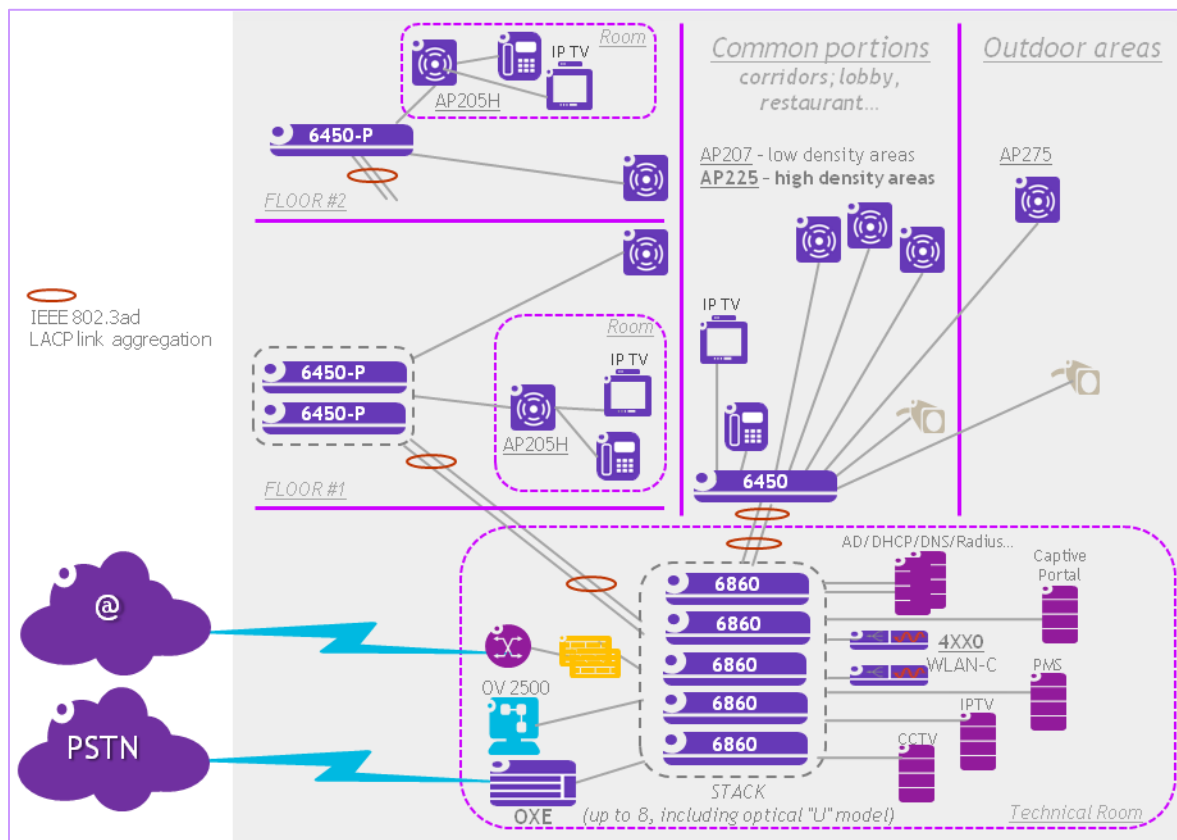 Room
IP TV
AP205H
6450-P
FLOOR #2
Common portions
corridors; lobby,
restaurant…
Outdoor areas
AP207 - low density areas
AP225 – high density areas
AP275
IEEE 802.3ad
LACP link aggregation
Room
IP TV
AP205H
6450-P
6450-P
FLOOR #1
IP TV
6450
@
PSTN
OV 2500
OXE
6860
6860
6860
6860
6860
STACK
(up to 8, including optical "U" model)
AD/DHCP/DNS/Radius…
Captive
Portal
4XX0
WLAN-C
PMS
IPTV
CCTV
Technical Room